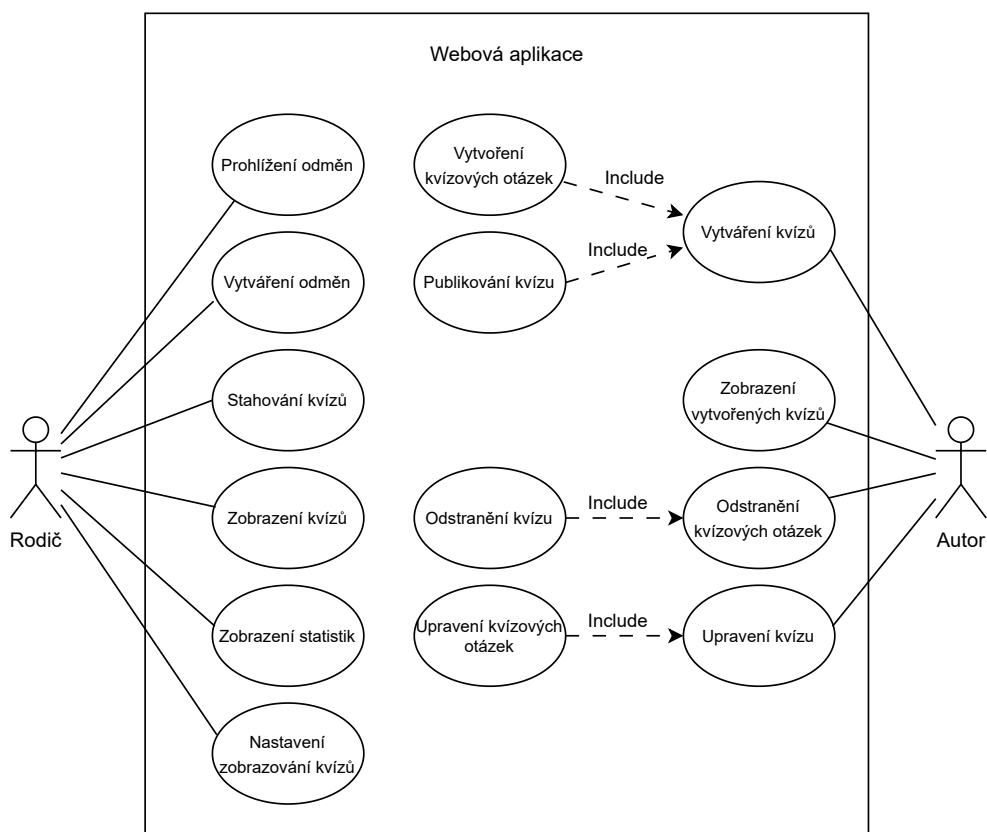 Webová aplikace
Prohlížení odměn
Vytvoření
kvízových otázek
Include
Vytváření kvízů
Include
Vytváření odměn
Publikování kvízu
Stahování kvízů
Zobrazení
vytvořených kvízů
Zobrazení kvízů
Odstranění kvízu
Include
Odstranění
kvízových otázek
Rodič
Autor
Zobrazení statistik
Upravení kvízových
otázek
Include
Upravení kvízu
Nastavení
zobrazování kvízů